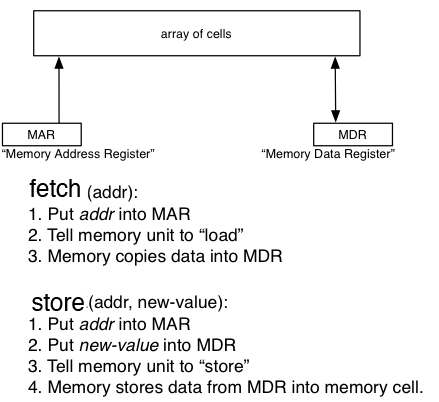 array of cells
MAR
MDR
“Memory Address Register”
“Memory Data Register”
fetch (addr):
1. Put addr into MAR
2. Tell memory unit to “load”
3. Memory copies data into MDR
store (addr, new-value):
1. Put addr into MAR
2. Put new-value into MDR
3. Tell memory unit to “store”
4. Memory stores data from MDR into memory cell.